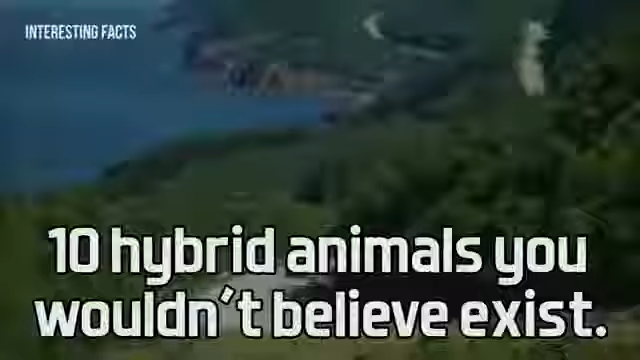 INTERESTING FACTS
10 hybrid animals you
wouldn't believe exist.